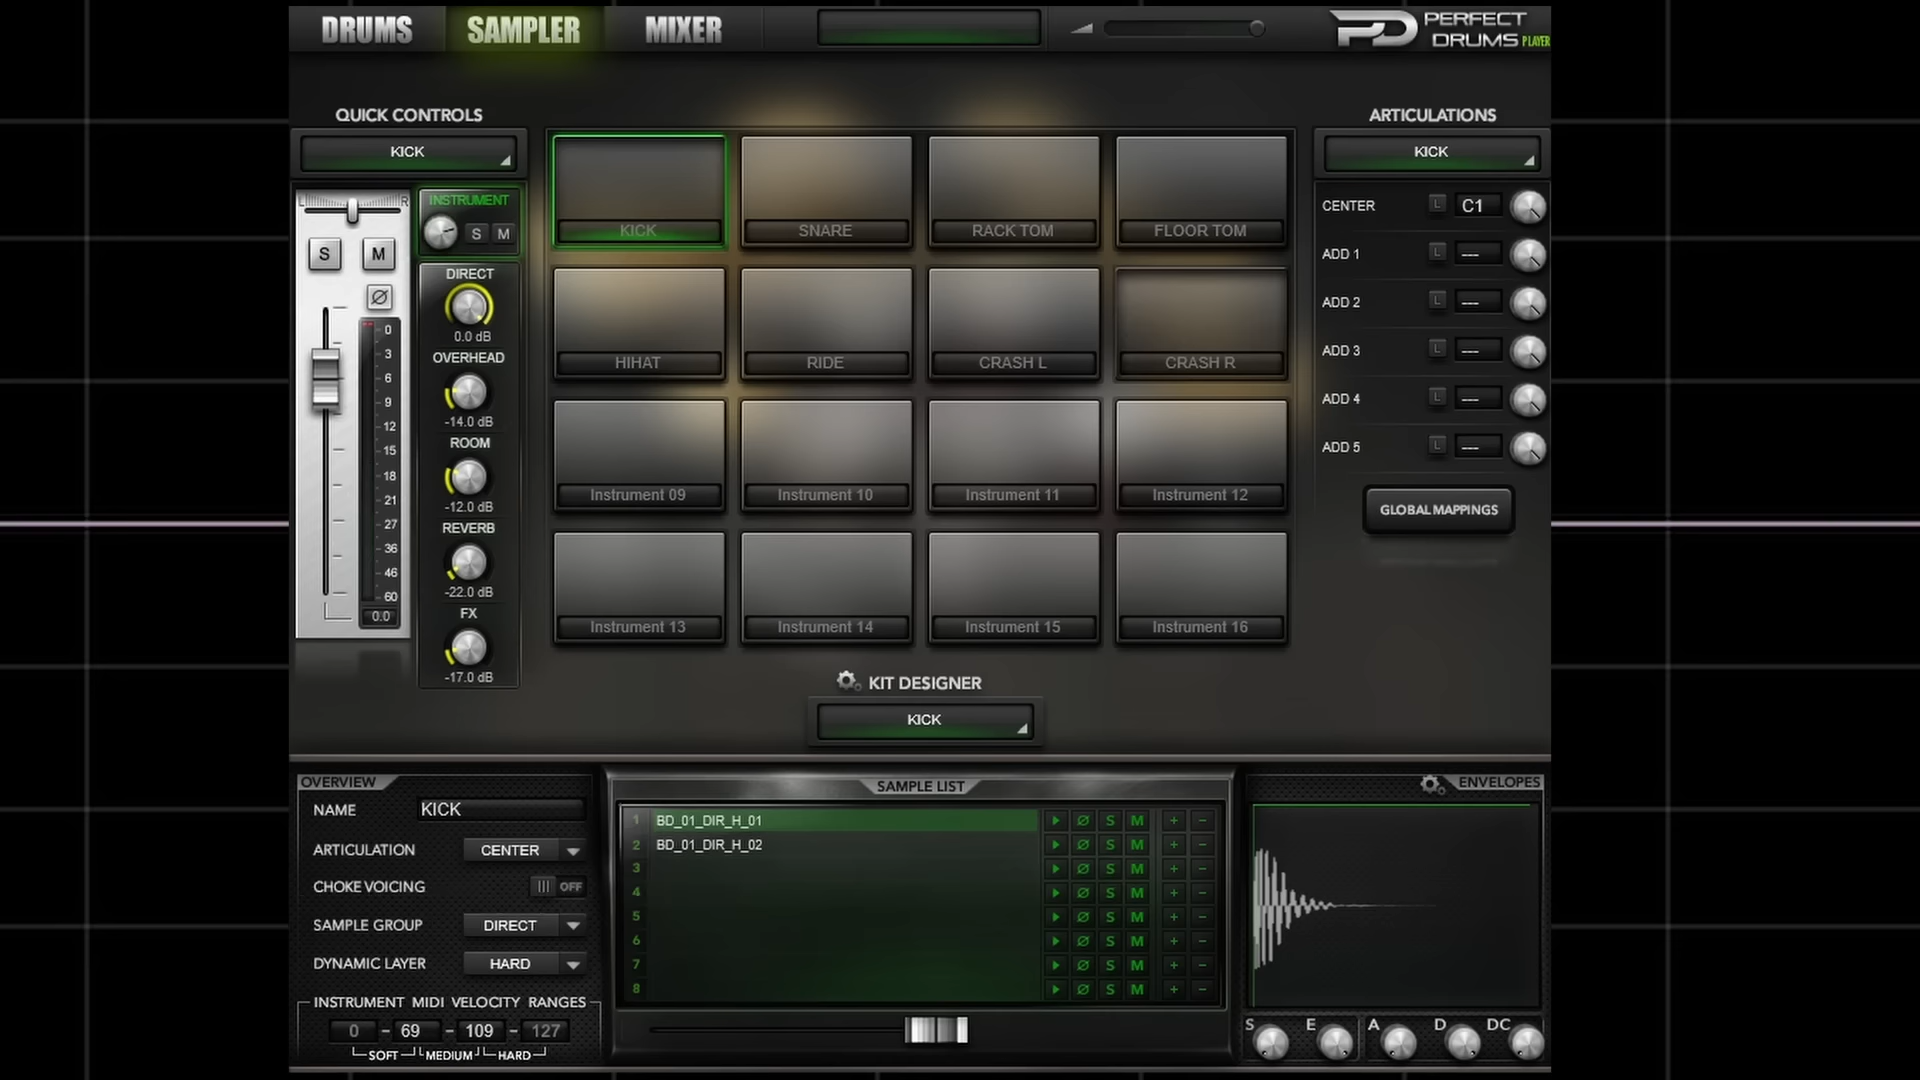 DRUMS SAMPLER MIXER
PD PERFECT DRUMS PLAYER
QUICK CONTROLS
KICK
L R
S M
Ø
0
3
6
9
12
15
18
21
27
36
46
60
0.0
INSTRUMENT
S M
DIRECT
0.0 dB
OVERHEAD
-14.0 dB
ROOM
-12.0 dB
REVERB
-22.0 dB
FX
-17.0 dB
KICK SNARE RACK TOM FLOOR TOM
HIHAT RIDE CRASH L CRASH R
Instrument 09 Instrument 10 Instrument 11 Instrument 12
Instrument 13 Instrument 14 Instrument 15 Instrument 16
KIT DESIGNER
KICK
ARTICULATIONS
KICK
CENTER L C1
ADD 1 L ---
ADD 2 L ---
ADD 3 L ---
ADD 4 L ---
ADD 5 L ---
GLOBAL MAPPINGS
OVERVIEW
NAME KICK
ARTICULATION CENTER
CHOKE VOICING OFF
SAMPLE GROUP DIRECT
DYNAMIC LAYER HARD
INSTRUMENT MIDI VELOCITY RANGES
0 - 69 - 109 - 127
SOFT MEDIUM HARD
SAMPLE LIST
1 BD_01_DIR_H_01 Ø S M + -
2 BD_01_DIR_H_02 Ø S M + -
3 Ø S M + -
4 Ø S M + -
5 Ø S M + -
6 Ø S M + -
7 Ø S M + -
8 Ø S M + -
ENVELOPES
S E A D DC